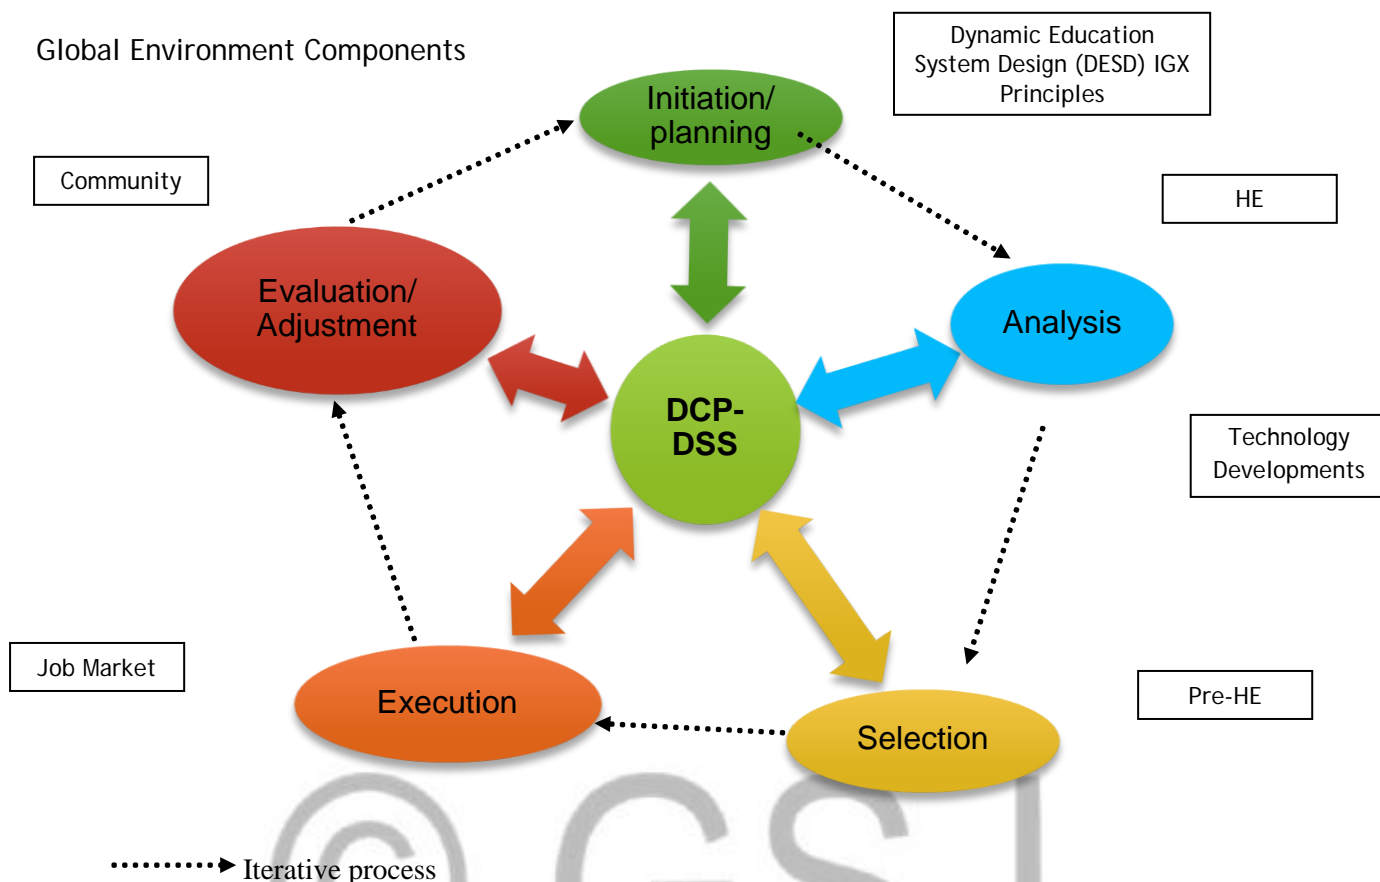 Global Environment Components
Dynamic Education
System Design (DESD) IGX
Principles
Initiation/
planning
Community
HE
Evaluation/
Adjustment
Analysis
DCP-
DSS
Technology
Developments
Job Market
Execution
Selection
Pre-HE
© GSJ
Iterative process